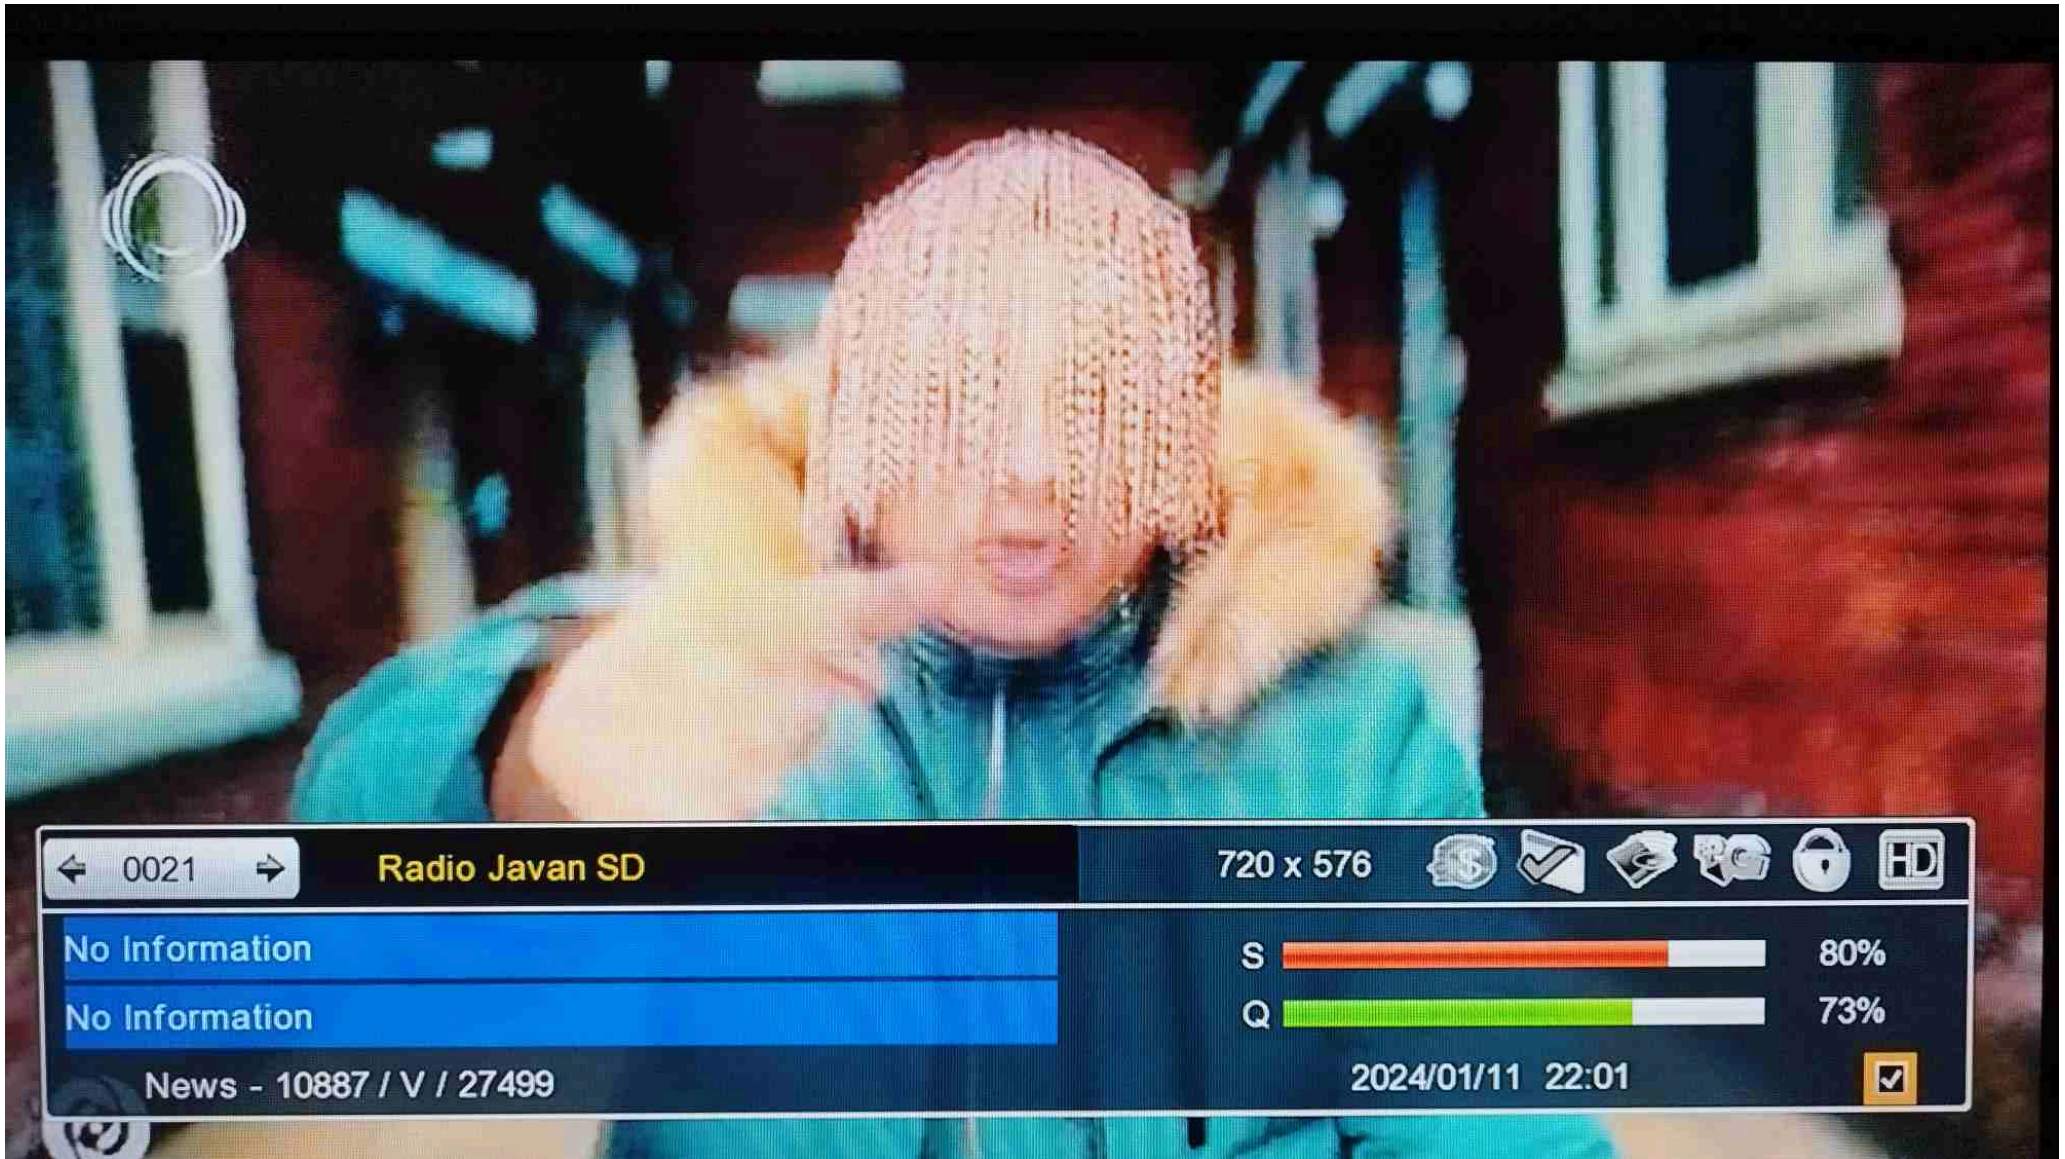 0021 Radio Javan SD 720 x 576 HD
No Information
S 80%
No Information
Q 73%
News - 10887 / V / 27499 2024/01/11 22:01